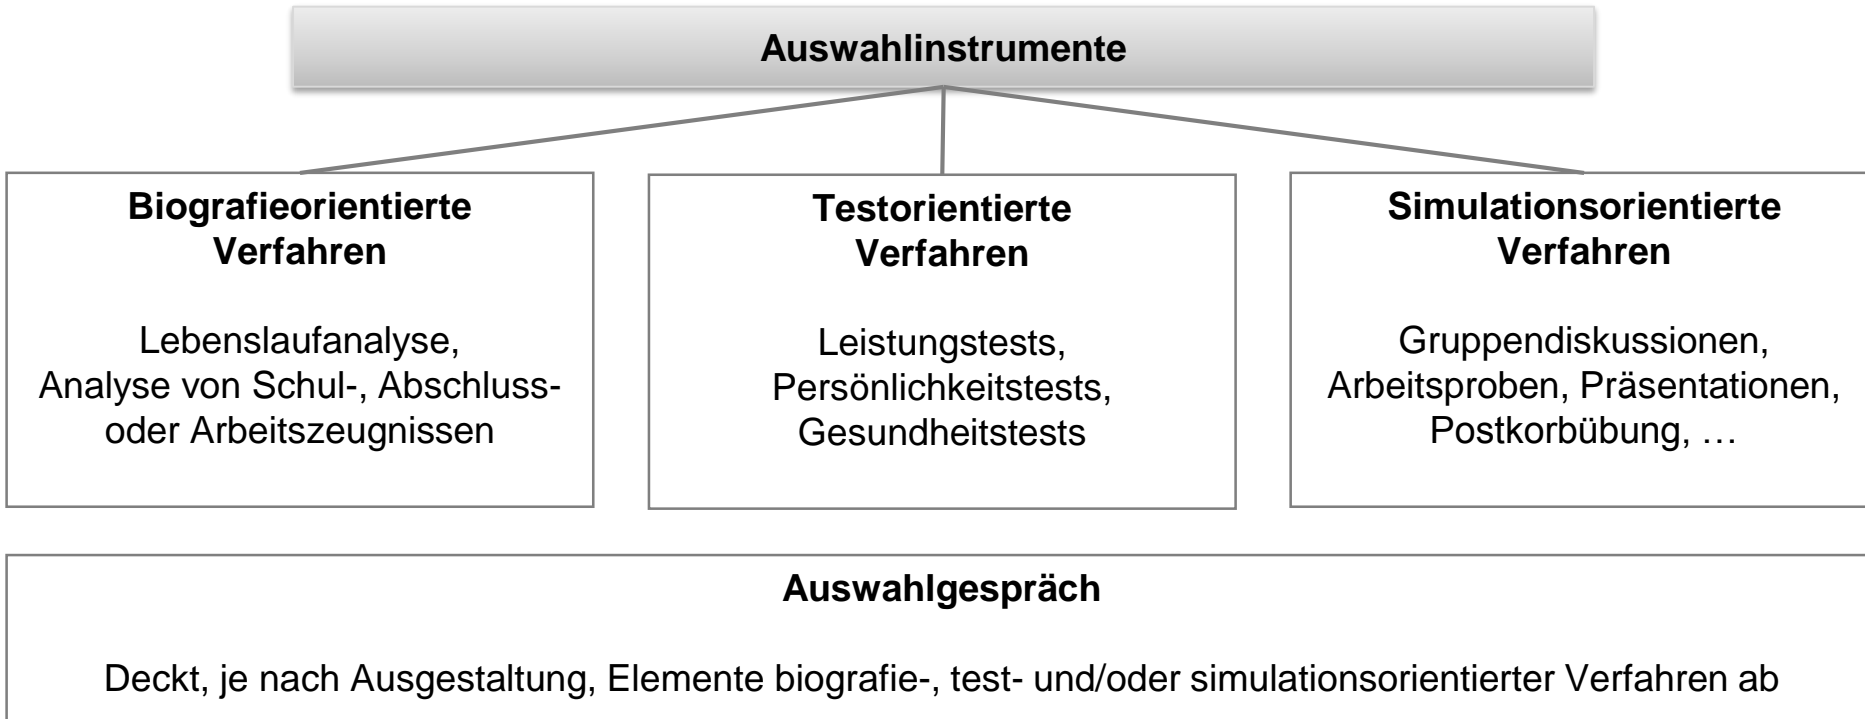 Auswahlinstrumente
Biografieorientierte
Verfahren
Lebenslaufanalyse,
Analyse von Schul-, Abschluss-
oder Arbeitszeugnissen
Testorientierte
Verfahren
Leistungstests,
Persönlichkeitstests,
Gesundheitstests
Simulationsorientierte
Verfahren
Gruppendiskussionen,
Arbeitsproben, Präsentationen,
Postkorbübung, …
Auswahlgespräch
Deckt, je nach Ausgestaltung, Elemente biografie-, test- und/oder simulationsorientierter Verfahren ab